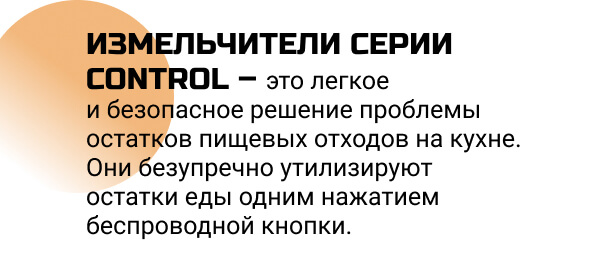 ИЗМЕЛЬЧИТЕЛИ СЕРИИ
CONTROL – это легкое
и безопасное решение проблемы
остатков пищевых отходов на кухне.
Они безупречно утилизируют
остатки еды одним нажатием
беспроводной кнопки.